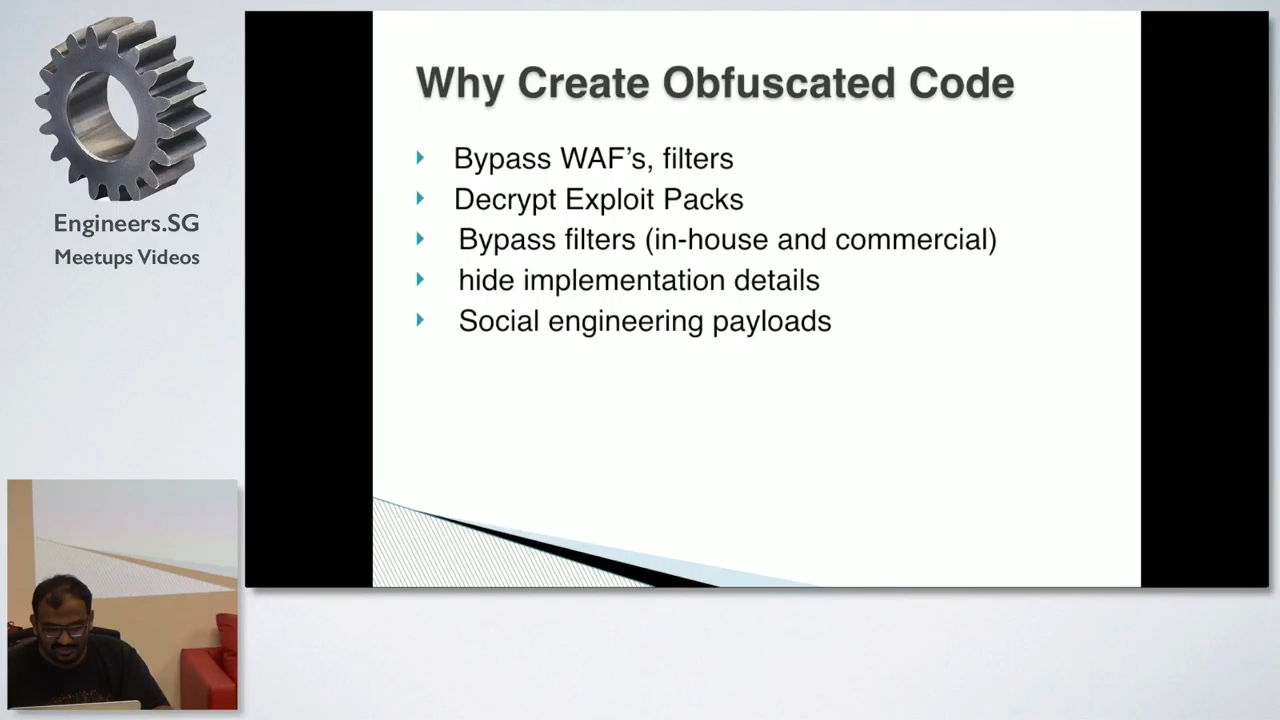 Engineers.SG
Meetups Videos
Why Create Obfuscated Code
Bypass WAF’s, filters
Decrypt Exploit Packs
Bypass filters (in-house and commercial)
hide implementation details
Social engineering payloads